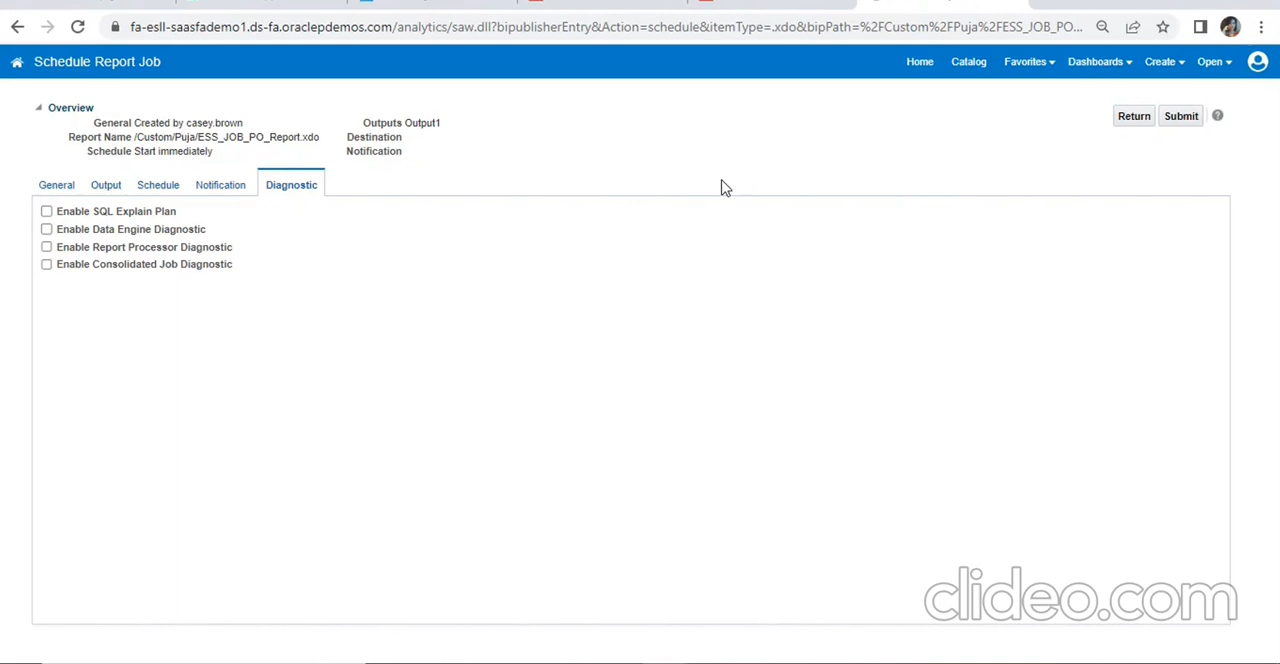 fa-esll-saasfademo1.ds-fa.oraclepdemos.com/analytics/saw.dll?bipublisherEntry&Action=schedule&itemType=.xdo&bipPath=%2FCustom%2FPuja%2FESS_JOB_PO...
Schedule Report Job
Home Catalog Favorites Dashboards Create Open
Overview
General Created by casey.brown Outputs Output1
Report Name /Custom/Puja/ESS_JOB_PO_Report.xdo Destination
Schedule Start immediately Notification
Return Submit ?
General Output Schedule Notification Diagnostic
Enable SQL Explain Plan
Enable Data Engine Diagnostic
Enable Report Processor Diagnostic
Enable Consolidated Job Diagnostic
clideo.com